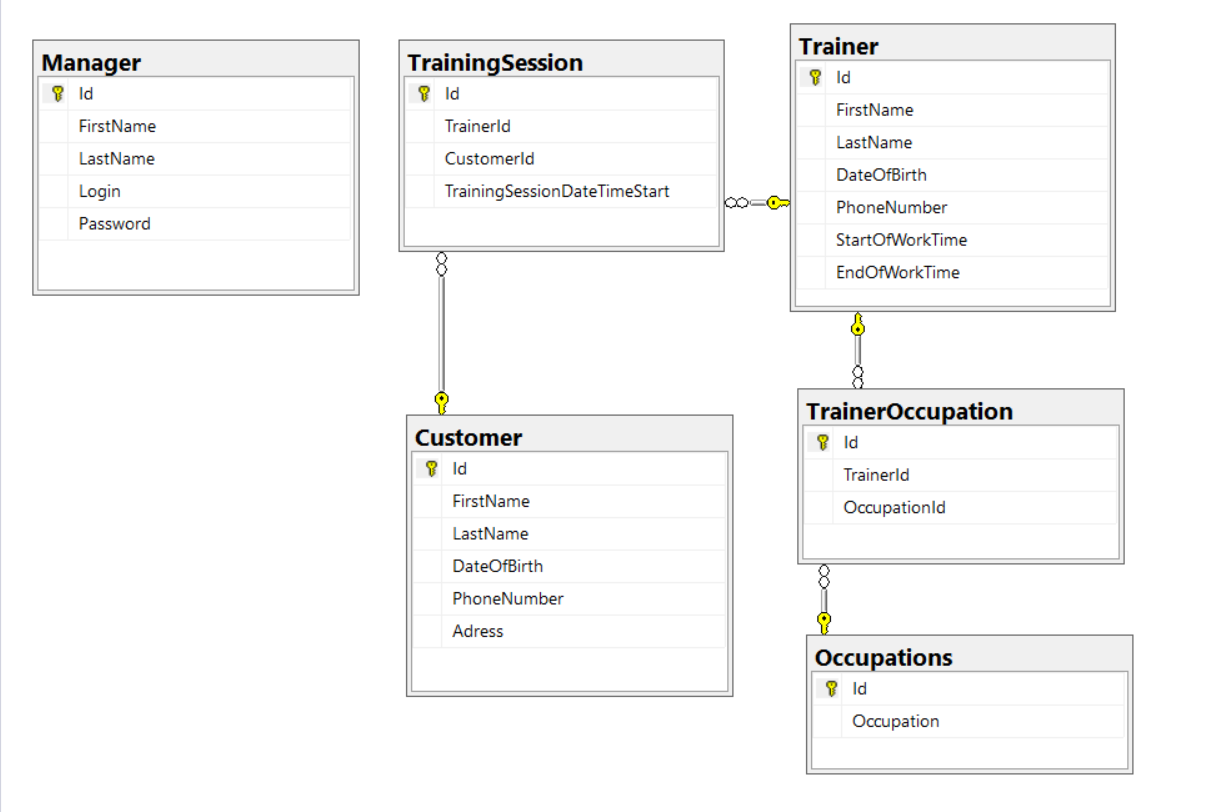 Manager
Id
FirstName
LastName
Login
Password
TrainingSession
Id
TrainerId
CustomerId
TrainingSessionDateTimeStart
Trainer
Id
FirstName
LastName
DateOfBirth
PhoneNumber
StartOfWorkTime
EndOfWorkTime
Customer
Id
FirstName
LastName
DateOfBirth
PhoneNumber
Adress
TrainerOccupation
Id
TrainerId
OccupationId
Occupations
Id
Occupation